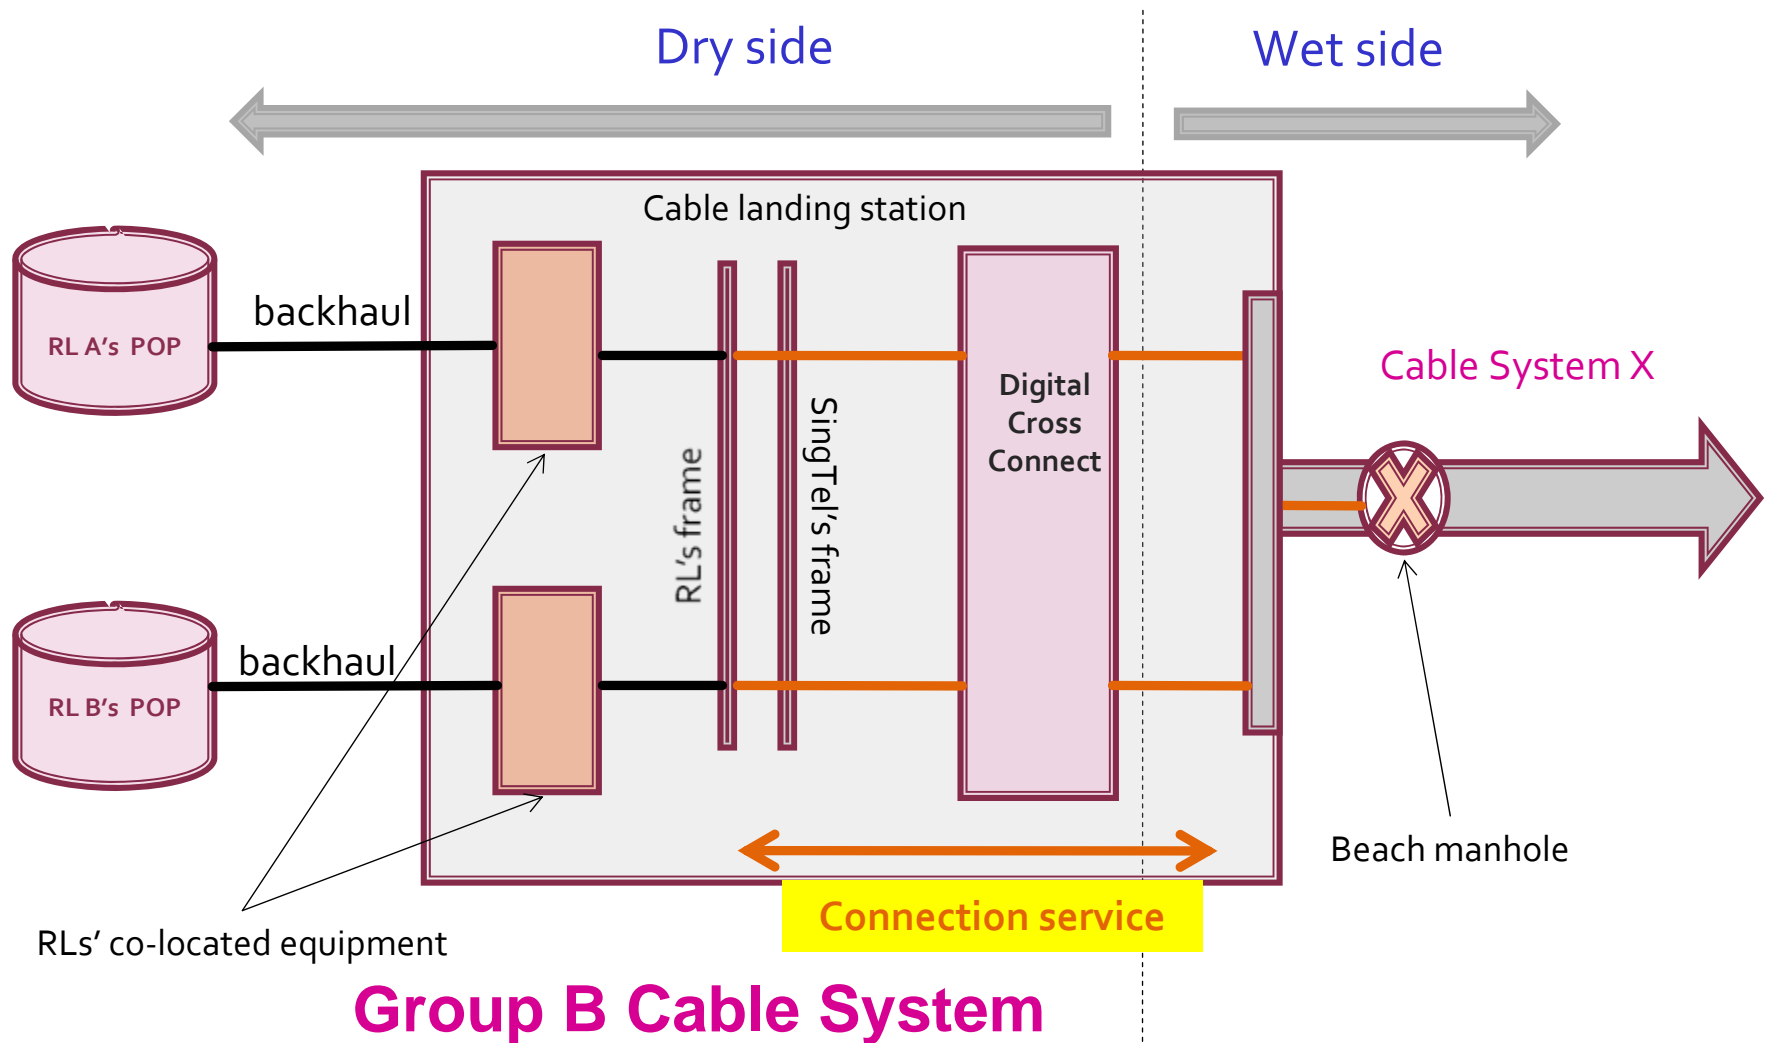 Dry side
Wet side
Cable landing station
backhaul
RL A's POP
Cable System X
Digital
Cross
Connect
RL's frame
SingTel's frame
backhaul
RL B's POP
Beach manhole
Connection service
RLs' co-located equipment
Group B Cable System